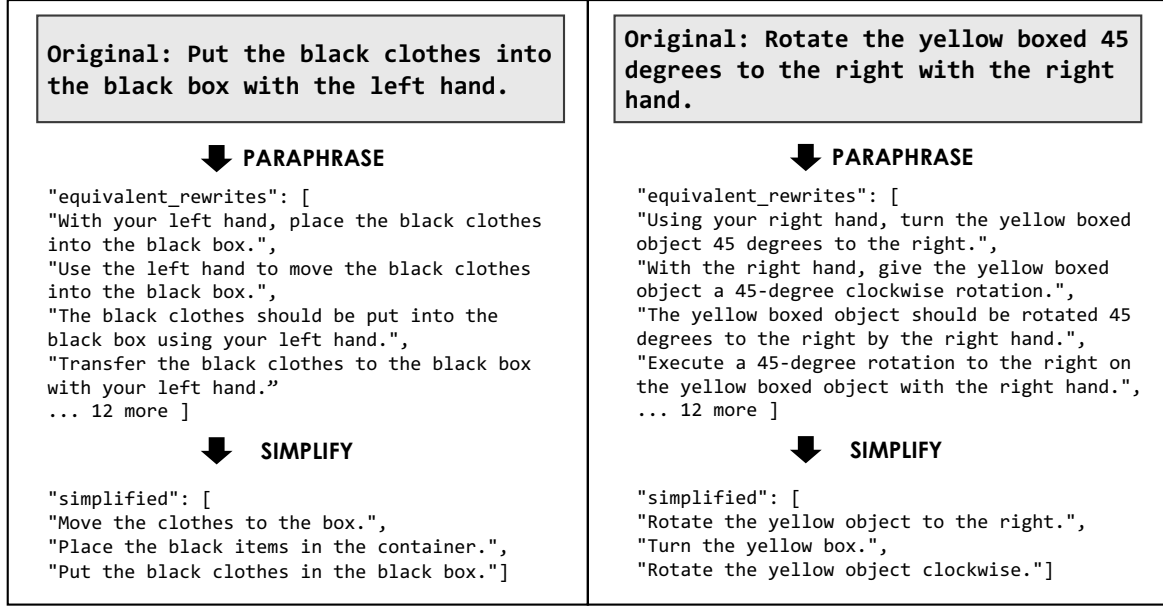 Original: Put the black clothes into
the black box with the left hand.
PARAPHRASE
"equivalent_rewrites": [
"With your left hand, place the black clothes
into the black box.",
"Use the left hand to move the black clothes
into the black box.",
"The black clothes should be put into the
black box using your left hand.",
"Transfer the black clothes to the black box
with your left hand.”
... 12 more ]
SIMPLIFY
"simplified": [
"Move the clothes to the box.",
"Place the black items in the container.",
"Put the black clothes in the black box."]
Original: Rotate the yellow boxed 45
degrees to the right with the right
hand.
PARAPHRASE
"equivalent_rewrites": [
"Using your right hand, turn the yellow boxed
object 45 degrees to the right.",
"With the right hand, give the yellow boxed
object a 45-degree clockwise rotation.",
"The yellow boxed object should be rotated 45
degrees to the right by the right hand.",
"Execute a 45-degree rotation to the right on
the yellow boxed object with the right hand.",
... 12 more ]
SIMPLIFY
"simplified": [
"Rotate the yellow object to the right.",
"Turn the yellow box.",
"Rotate the yellow object clockwise."]